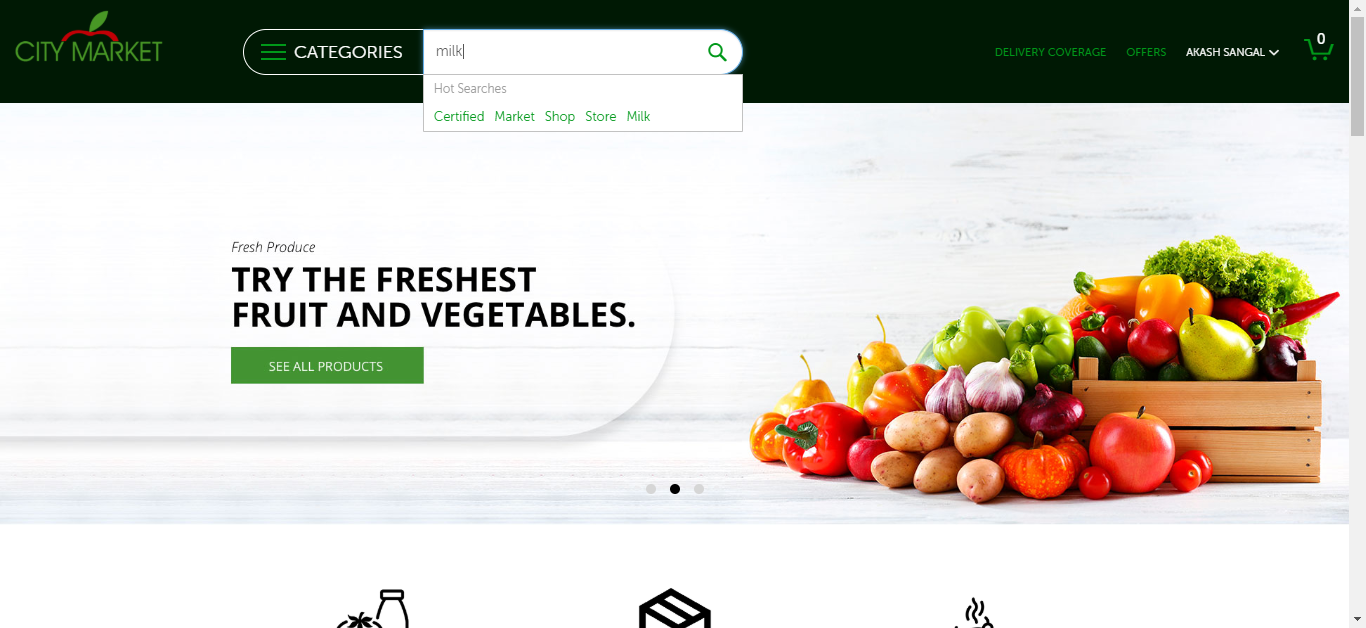 CITY MARKET
CATEGORIES
milk
DELIVERY COVERAGE
OFFERS
AKASH SANGAL
0
Hot Searches
Certified Market Shop Store Milk
Fresh Produce
TRY THE FRESHEST
FRUIT AND VEGETABLES.
SEE ALL PRODUCTS